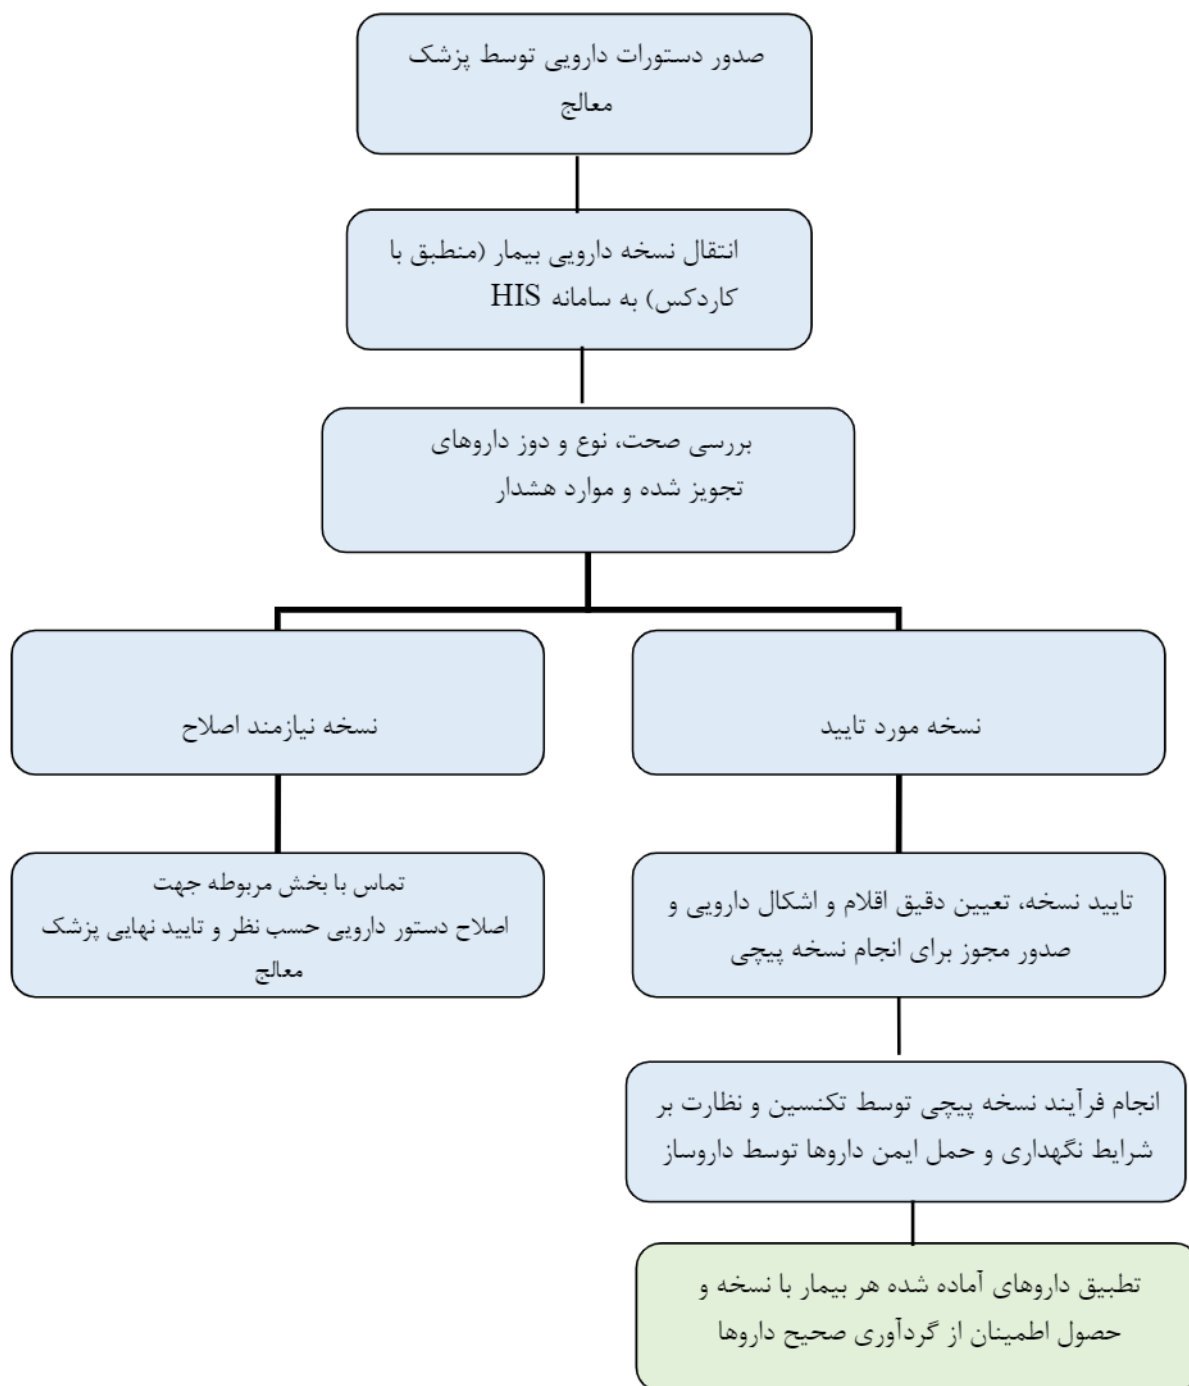 صدور دستورات دارویی توسط پزشک
معالج
انتقال نسخه دارویی بیمار (منطبق با
کاردکس) به سامانه HIS
بررسی صحت، نوع و دوز داروهای
تجویز شده و موارد هشدار
نسخه مورد تایید
نسخه نیازمند اصلاح
تایید نسخه، تعیین دقیق اقلام و اشکال دارویی و
صدور مجوز برای انجام نسخه پیچی
تماس با بخش مربوطه جهت
اصلاح دستور دارویی حسب نظر و تایید نهایی پزشک
معالج
انجام فرآیند نسخه پیچی توسط تکنسین و نظارت بر
شرایط نگهداری و حمل ایمن داروها توسط داروساز
تطبیق داروهای آماده شده هر بیمار با نسخه و
حصول اطمینان از گردآوری صحیح داروها